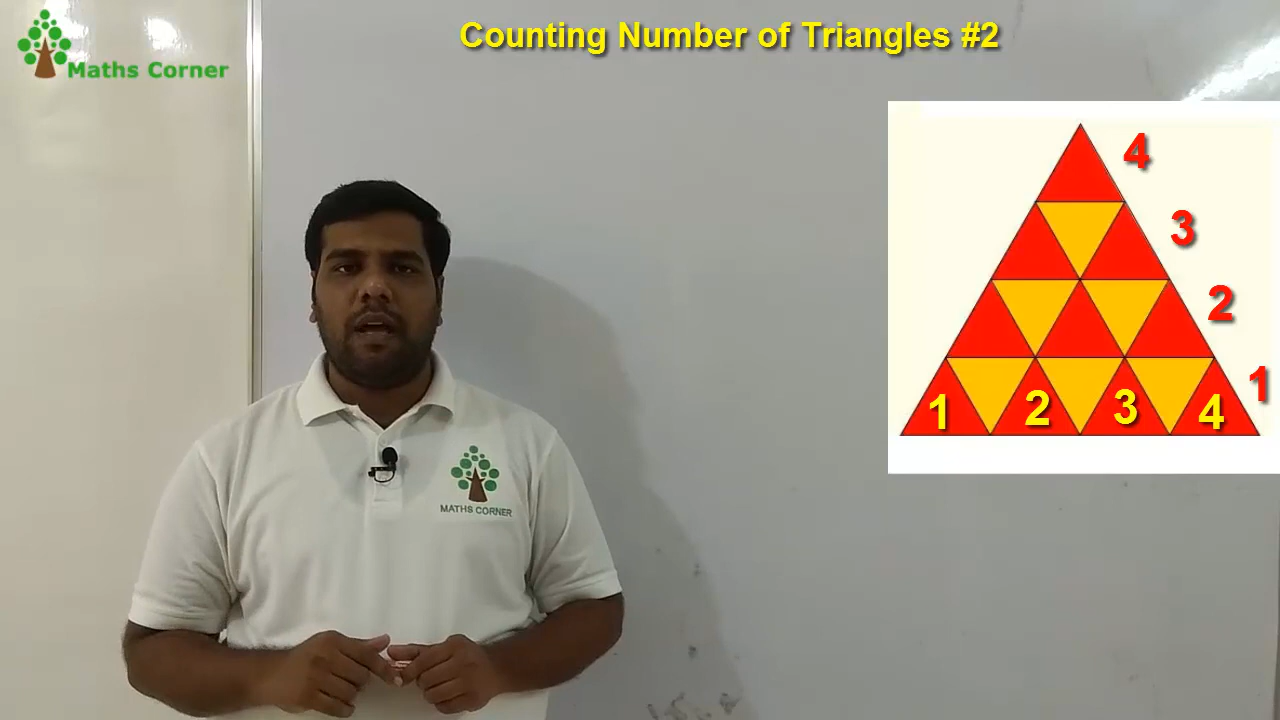 Counting Number of Triangles #2
Maths Corner
4
3
2
1
1 2 3 4
MATHS CORNER